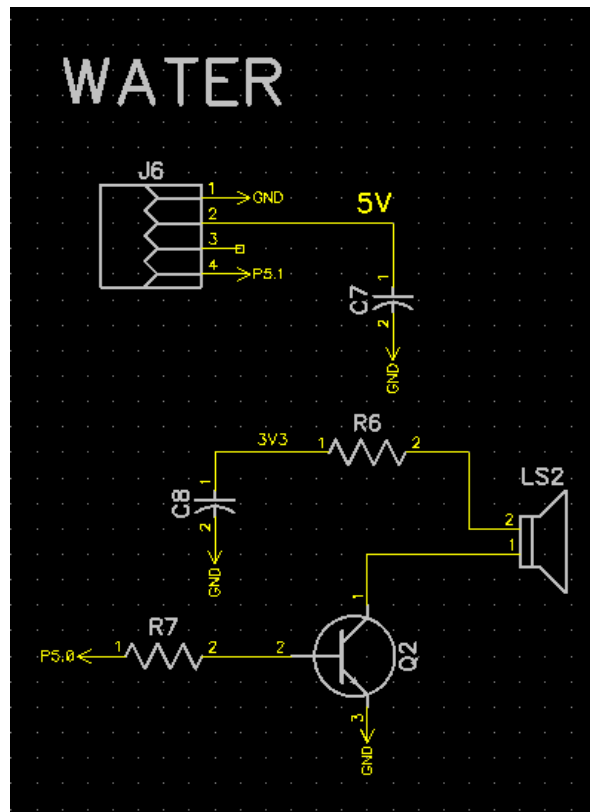 WATER
J6
1 GND
2 5V
3
4 P5.1
1
C7
2
GND
R6
3V3 1 2
LS2
1
C8
2
2
1
GND
1
R7
P5.0 1 2 2
Q2
3
GND